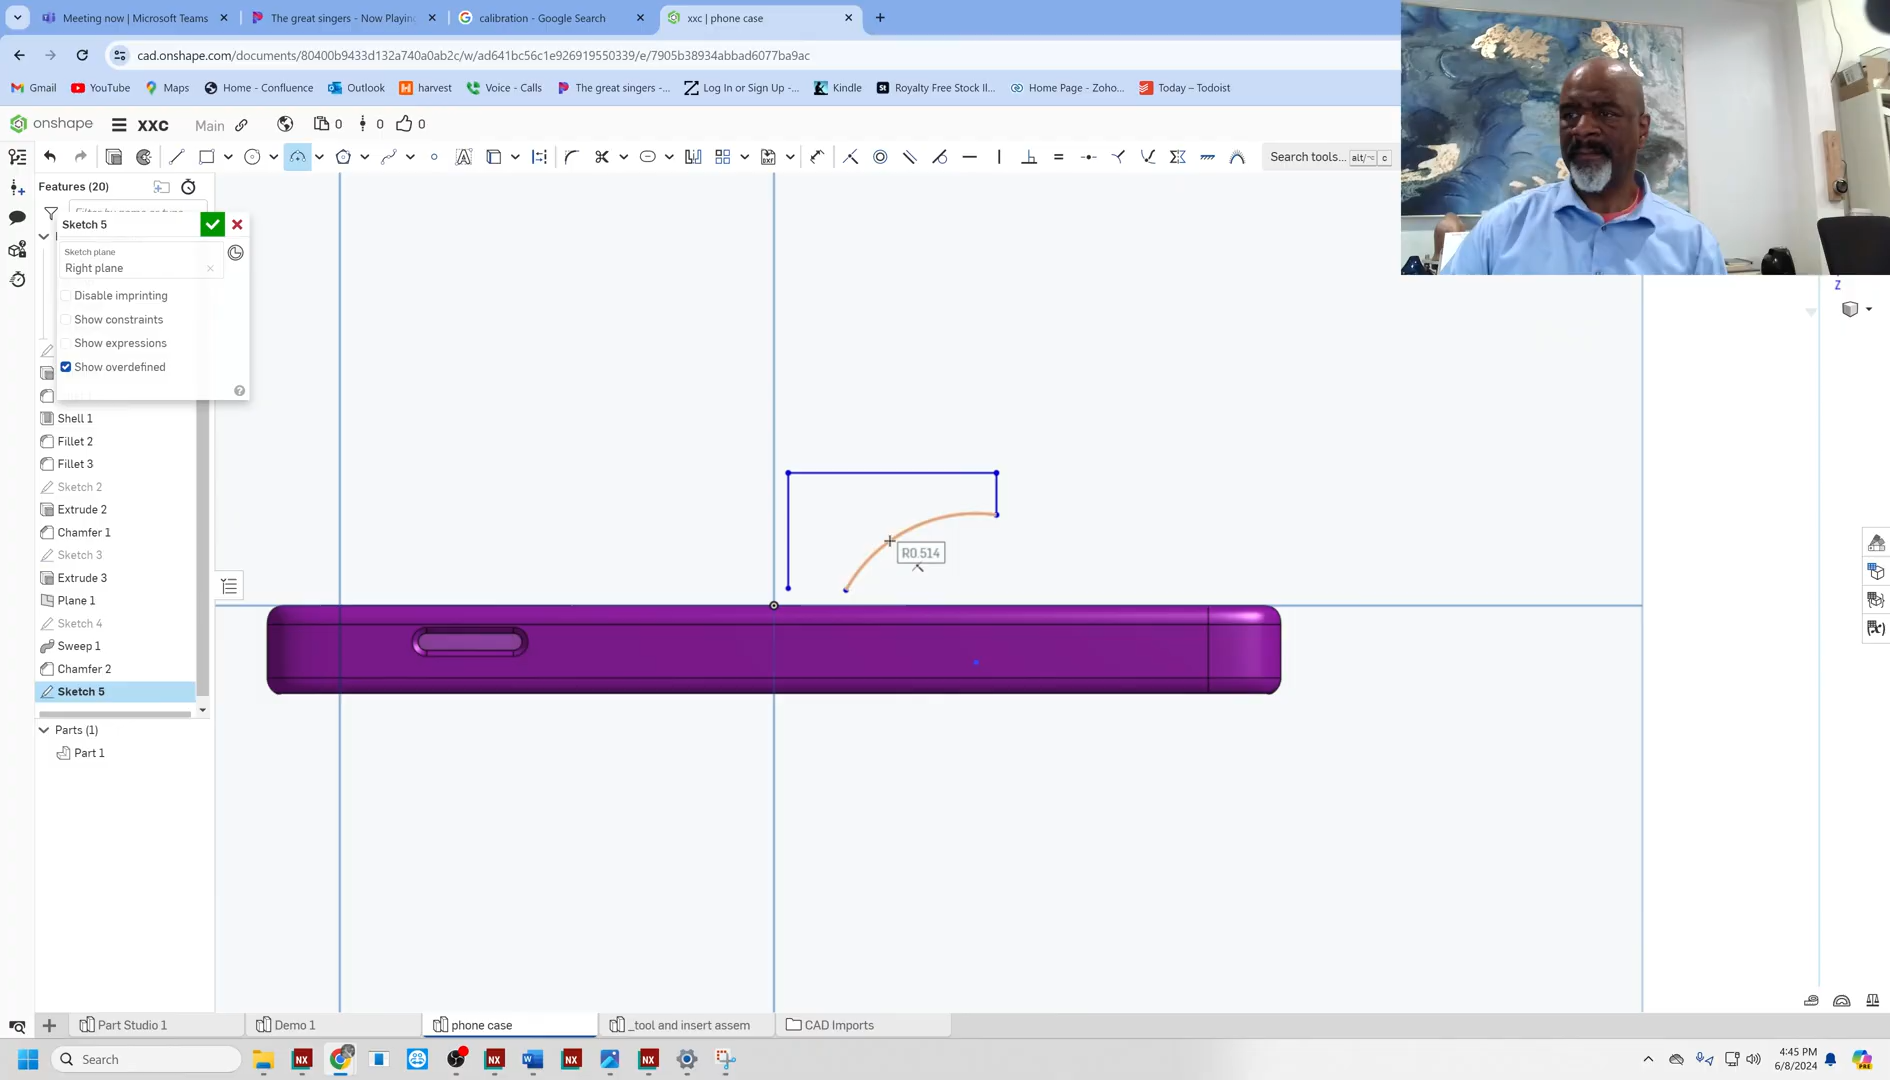 Meeting now | Microsoft Teams
The great singers - Now Playing
calibration - Google Search
xxc | phone case
cad.onshape.com/documents/80400b9433d132a740a0ab2c/w/ad641bc56c1e926919550339/e/7905b38934abbad6077ba9ac
Gmail
YouTube
Maps
Home - Confluence
Outlook
harvest
Voice - Calls
The great singers -...
Log In or Sign Up -...
Kindle
Royalty Free Stock Il...
Home Page - Zoho...
Today – Todoist
onshape
XXC
Main
0
0
0
Search tools...
alt/⌥
c
Features (20)
Sketch 5
Sketch plane
Right plane
Disable imprinting
Show constraints
Show expressions
Show overdefined
Shell 1
Fillet 2
Fillet 3
Sketch 2
Extrude 2
Chamfer 1
Sketch 3
Extrude 3
Plane 1
Sketch 4
Sweep 1
Chamfer 2
Sketch 5
Parts (1)
Part 1
R0.514
Z
Part Studio 1
Demo 1
phone case
_tool and insert assem
CAD Imports
Search
4:45 PM
6/8/2024